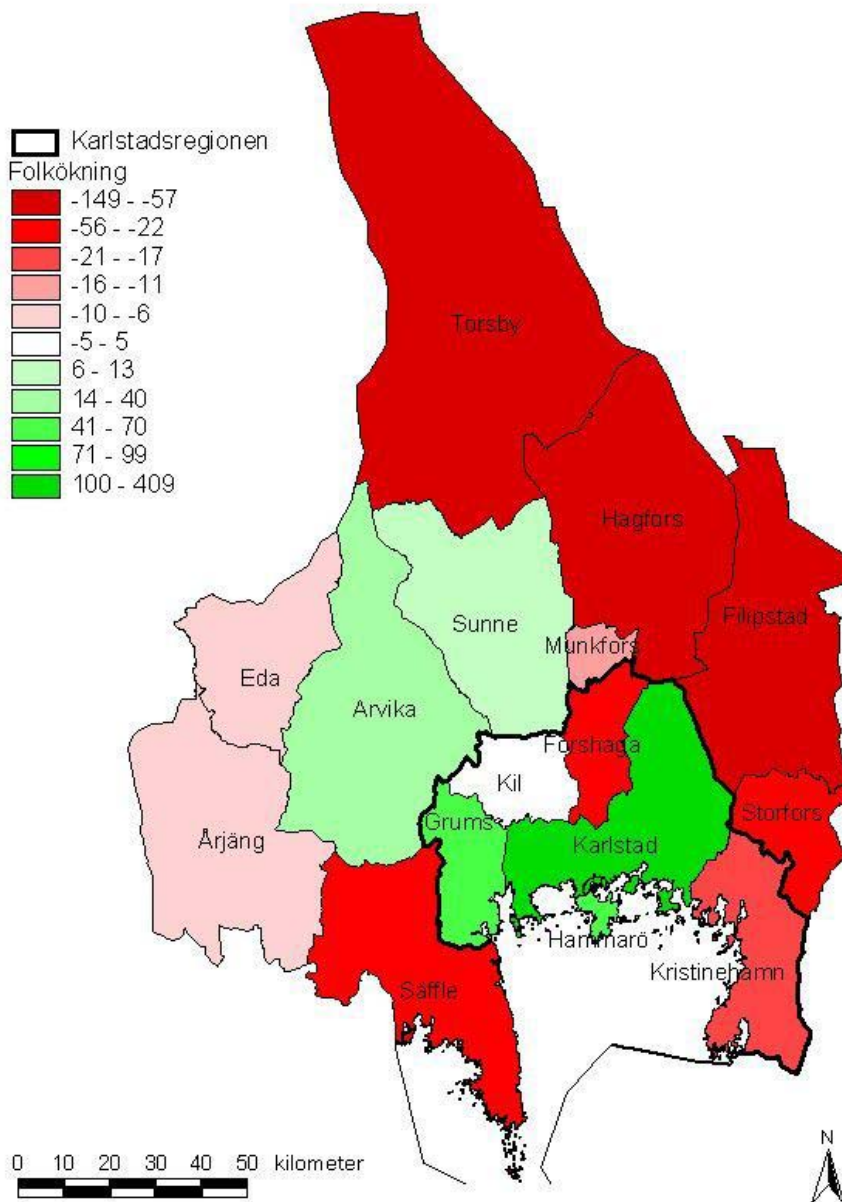 Karlstadsregionen
Folkökning
-149 - -57
-56 - -22
-21 - -17
-16 - -11
-10 - -6
-5 - 5
6 - 13
14 - 40
41 - 70
71 - 99
100 - 409
Torsby
Hagfors
Filipstad
Sunne
Munkfors
Eda
Arvika
Forshaga
Kil
Storfors
Grums
Årjäng
Karlstad
Hammarö
Kristinehamn
Säffle
N
0 10 20 30 40 50 kilometer